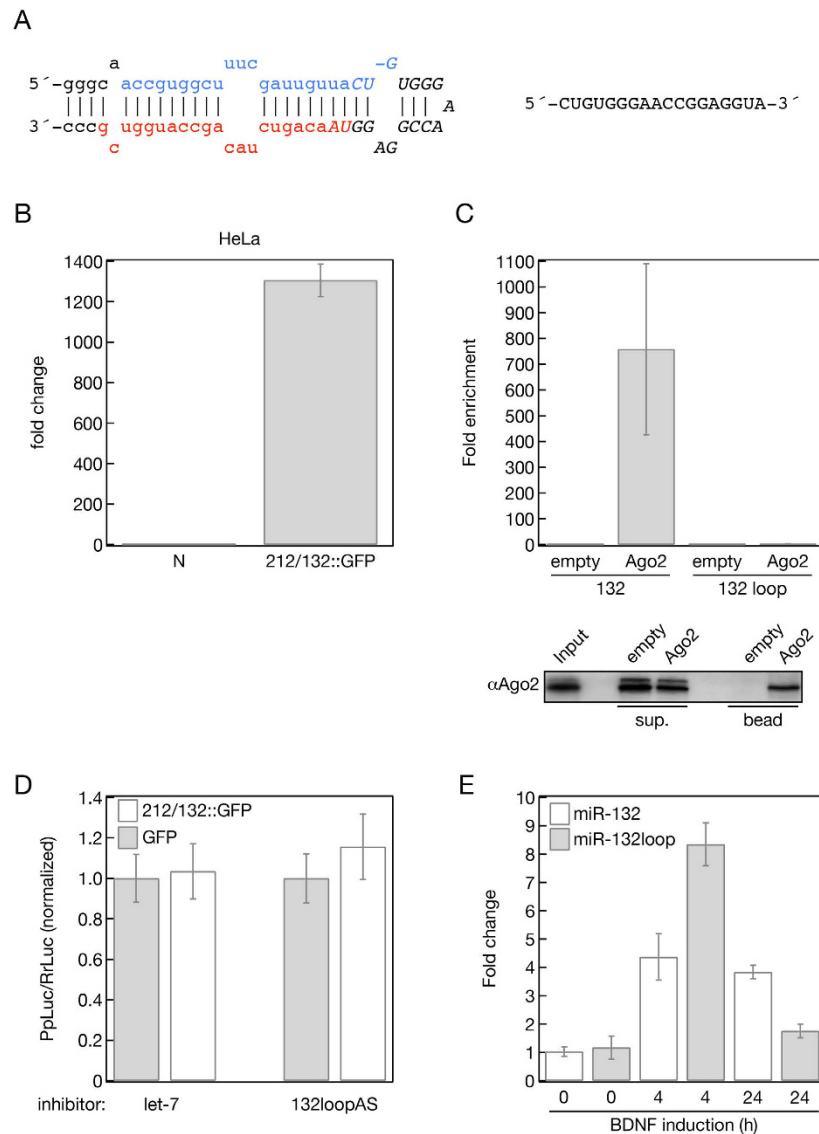 A
a uuc -G
5´-gggc accguggcu gauuguuaCU UGGG
A
3´-cccg ugguaccga cugacaAUGG GCCA
c cau AG
5´-CUGUGGGAACCGGAGGUA-3´
B
HeLa
fold change
1400
1200
1000
800
600
400
200
0
N 212/132::GFP
C
Fold enrichment
1100
1000
900
800
700
600
500
400
300
200
100
0
empty Ago2 empty Ago2
132 132 loop
Input empty Ago2 empty Ago2
αAgo2
sup. bead
D
PpLuc/RrLuc (normalized)
1.4
1.2
1.0
0.8
0.6
0.4
0.2
0
212/132::GFP
GFP
inhibitor: let-7 132loopAS
E
Fold change
10
9
8
7
6
5
4
3
2
1
0
miR-132
miR-132loop
0 0 4 4 24 24
BDNF induction (h)